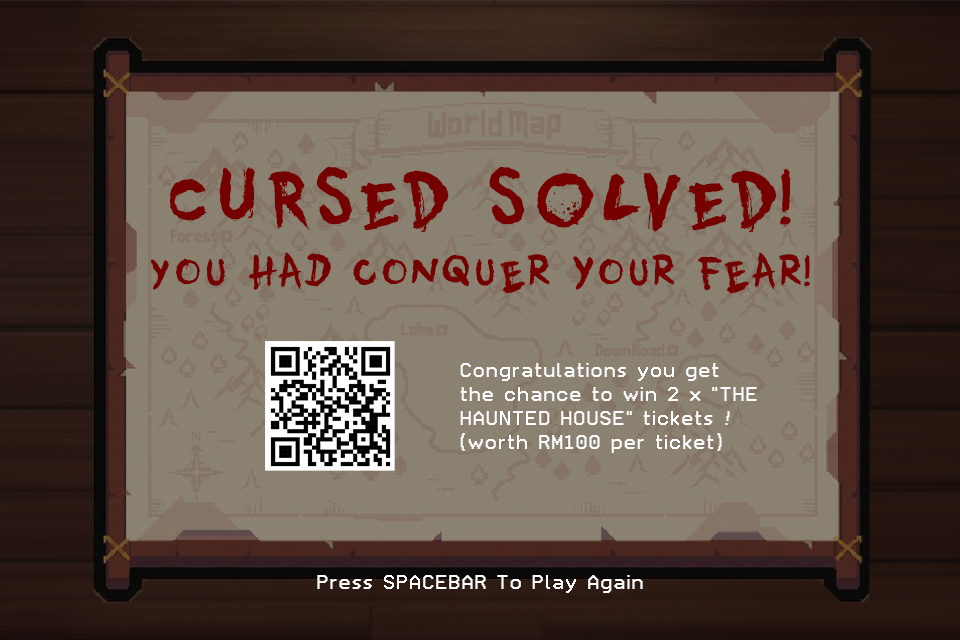 World Map
CURSED SOLVED!
Forest
YOU HAD CONQUER YOUR FEAR!
Lake
Congratulations you get
the chance to win 2 x "THE
HAUNTED HOUSE" tickets !
(worth RM100 per ticket)
N
Press SPACEBAR To Play Again